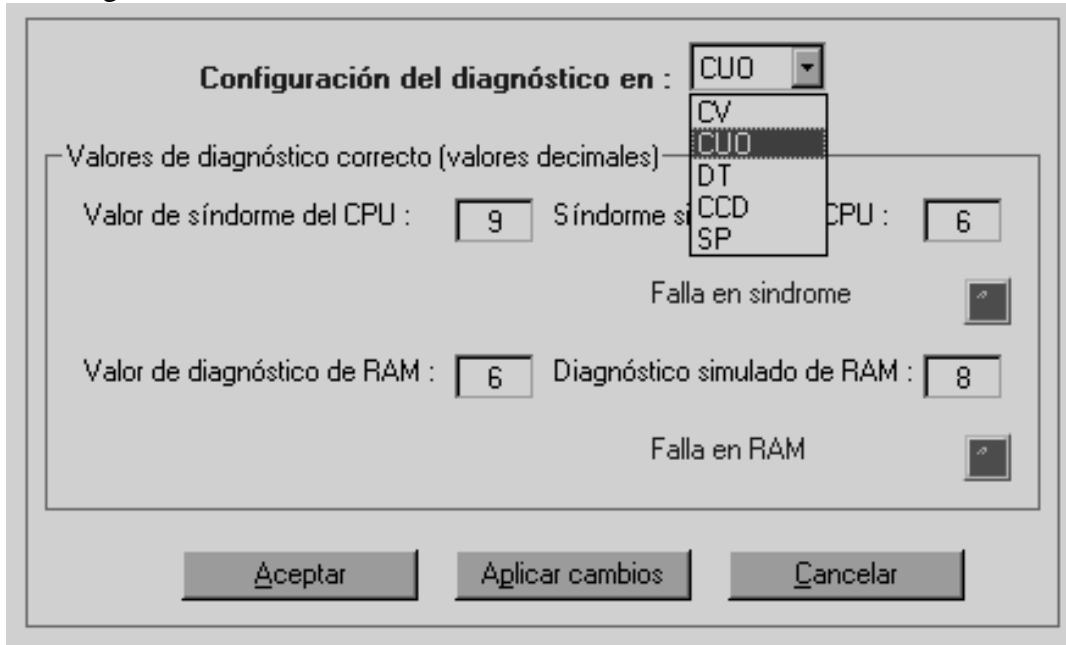 Configuración del diagnóstico en : CUO
CV
CUO
DT
CCD
SP
Valores de diagnóstico correcto (valores decimales)
Valor de síndorme del CPU : 9 Síndorme si CPU : 6
Falla en sindrome
Valor de diagnóstico de RAM : 6 Diagnóstico simulado de RAM : 8
Falla en RAM
Aceptar Aplicar cambios Cancelar